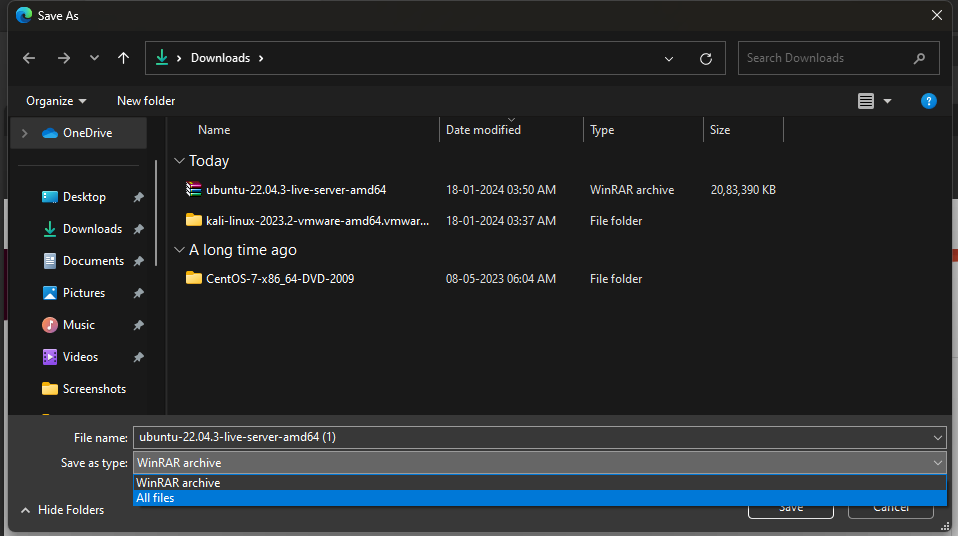 Save As
Downloads
Search Downloads
Organize New folder
?
OneDrive
Desktop
Downloads
Documents
Pictures
Music
Videos
Screenshots
Name Date modified Type Size
Today
ubuntu-22.04.3-live-server-amd64 18-01-2024 03:50 AM WinRAR archive 20,83,390 KB
kali-linux-2023.2-vmware-amd64.vmwar... 18-01-2024 03:37 AM File folder
A long time ago
CentOS-7-x86_64-DVD-2009 08-05-2023 06:04 AM File folder
File name: ubuntu-22.04.3-live-server-amd64 (1)
Save as type: WinRAR archive
WinRAR archive
All files
Hide Folders Save Cancel